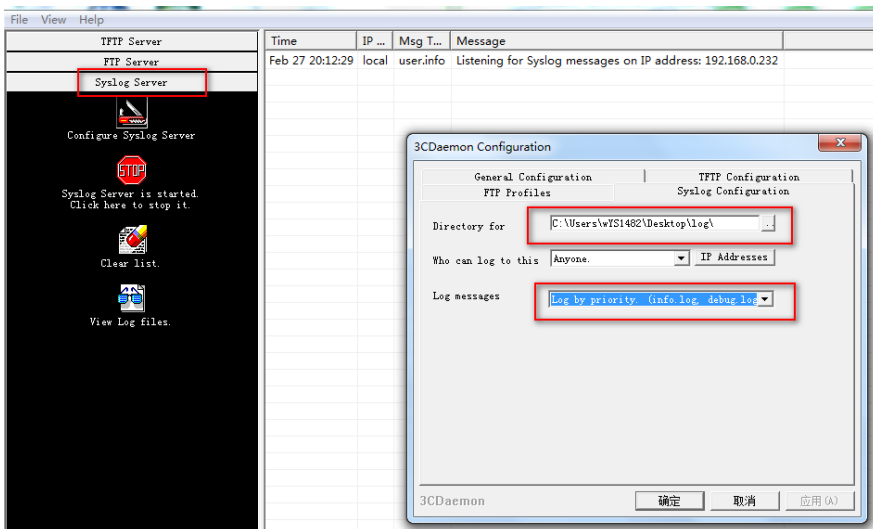 File View Help
TFTP Server
FTP Server
Syslog Server
Configure Syslog Server
STOP
Syslog Server is started.
Click here to stop it.
Clear list.
View Log files.
Time IP ... Msg T... Message
Feb 27 20:12:29 local user.info Listening for Syslog messages on IP address: 192.168.0.232
3CDaemon Configuration
General Configuration TFTP Configuration
FTP Profiles Syslog Configuration
Directory for C:\Users\wYS1482\Desktop\log\ ..
Who can log to this Anyone. IP Addresses
Log messages Log by priority. (info.log, debug.log
3CDaemon 确定 取消 应用(A)